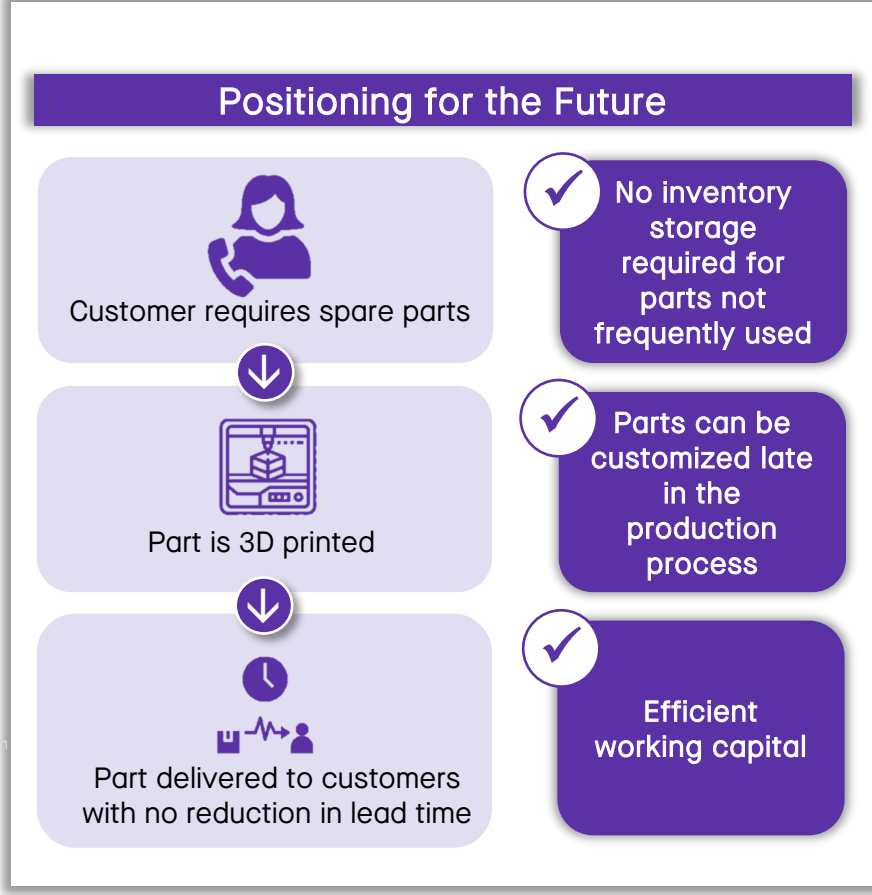 Positioning for the Future
Customer requires spare parts
No inventory
storage
required for
parts not
frequently used
Part is 3D printed
Parts can be
customized late
in the
production
process
Part delivered to customers
with no reduction in lead time
Efficient
working capital